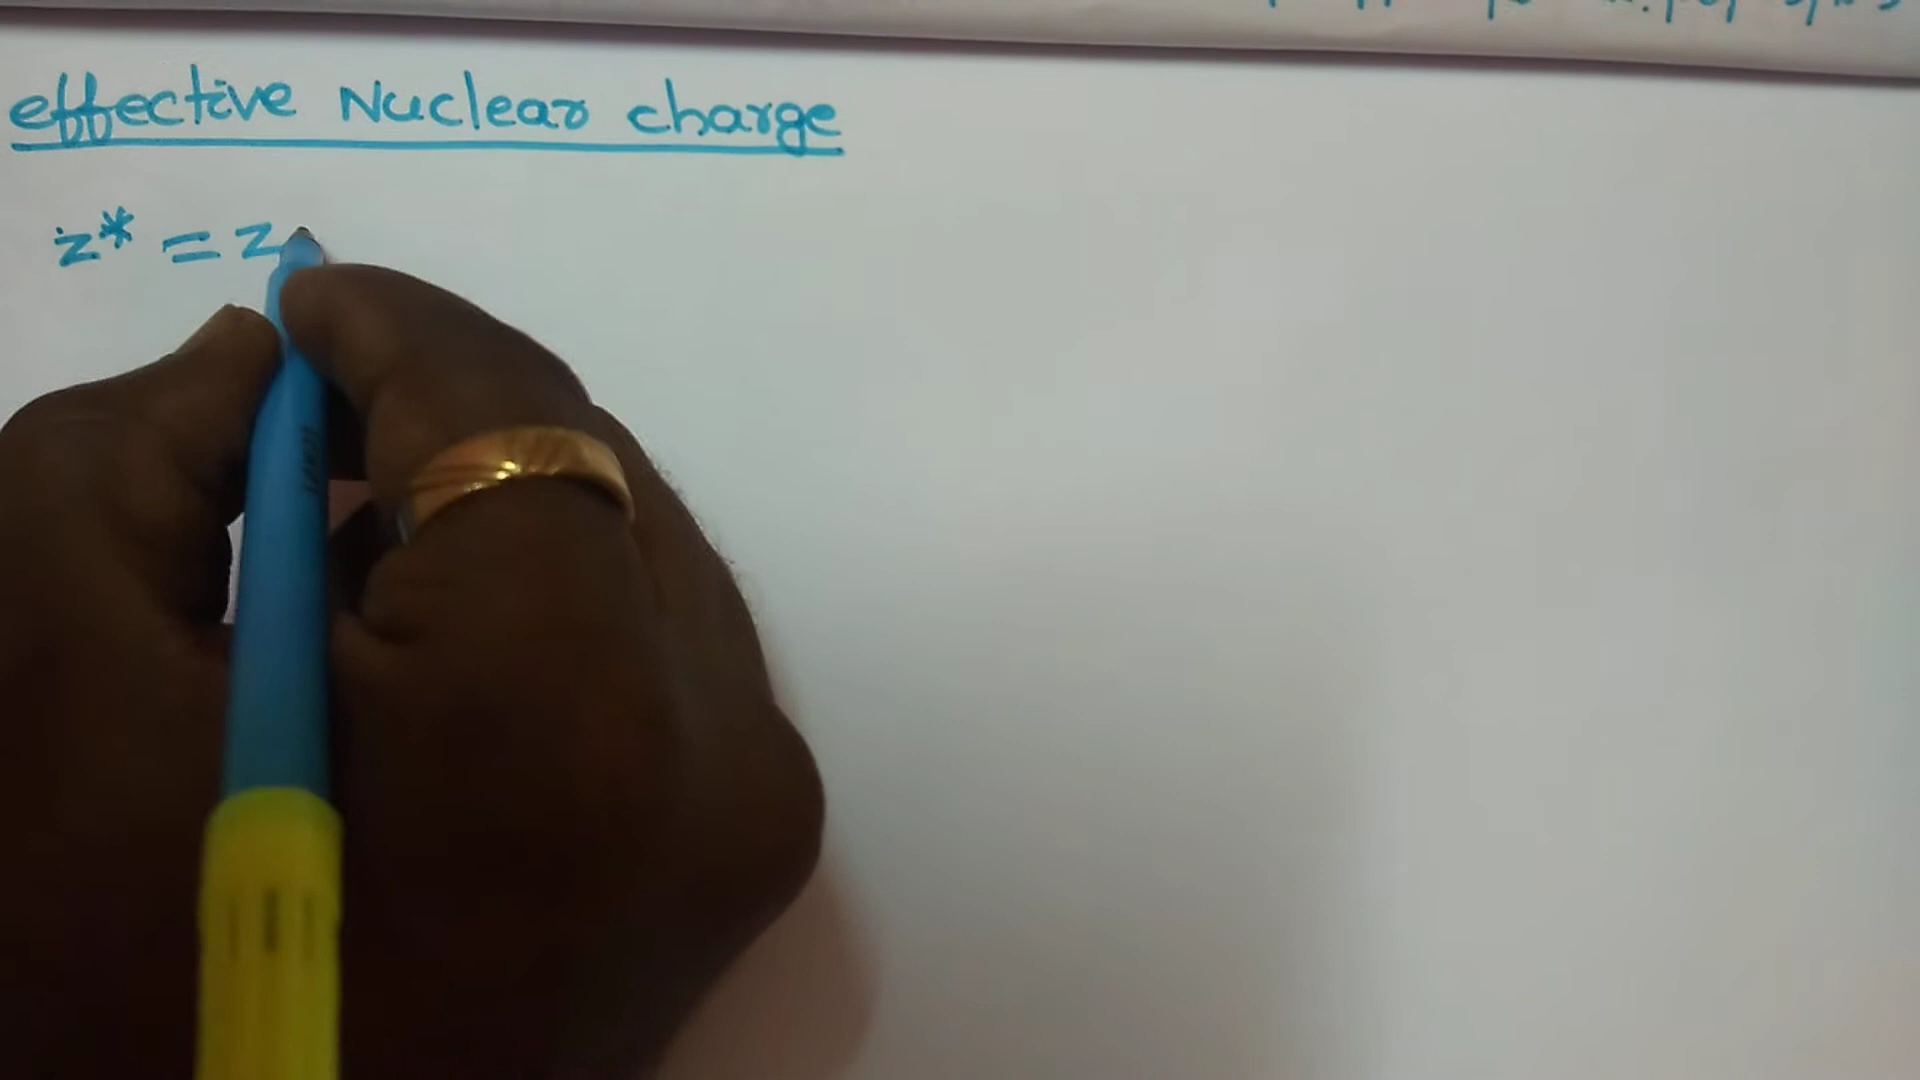 effective Nuclear charge
z* = z